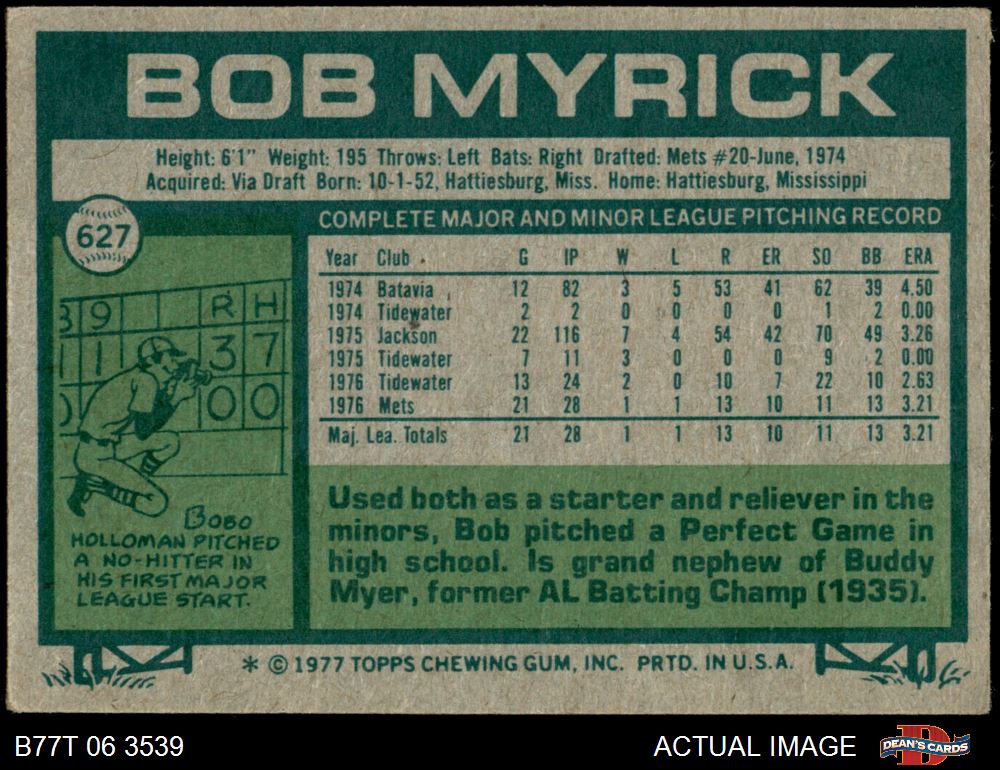 BOB MYRICK
Height: 6'1" Weight: 195 Throws: Left Bats: Right Drafted: Mets #20-June, 1974
Acquired: Via Draft Born: 10-1-52, Hattiesburg, Miss. Home: Hattiesburg, Mississippi
627
COMPLETE MAJOR AND MINOR LEAGUE PITCHING RECORD
Year Club G IP W L R ER SO BB ERA
1974 Batavia 12 82 3 5 53 41 62 39 4.50
1974 Tidewater 2 2 0 0 0 0 1 2 0.00
1975 Jackson 22 116 7 4 54 42 70 49 3.26
1975 Tidewater 7 11 3 0 0 0 9 2 0.00
1976 Tidewater 13 24 2 0 10 7 22 10 2.63
1976 Mets 21 28 1 1 13 10 11 13 3.21
Maj. Lea. Totals 21 28 1 1 13 10 11 13 3.21
89 RH
11 37
0 00
BOBO
HOLLOMAN PITCHED
A NO-HITTER IN
HIS FIRST MAJOR
LEAGUE START.
Used both as a starter and reliever in the
minors, Bob pitched a Perfect Game in
high school. Is grand nephew of Buddy
Myer, former AL Batting Champ (1935).
* © 1977 TOPPS CHEWING GUM, INC. PRTD. IN U.S.A.
B77T 06 3539
ACTUAL IMAGE
DEAN'S CARDS